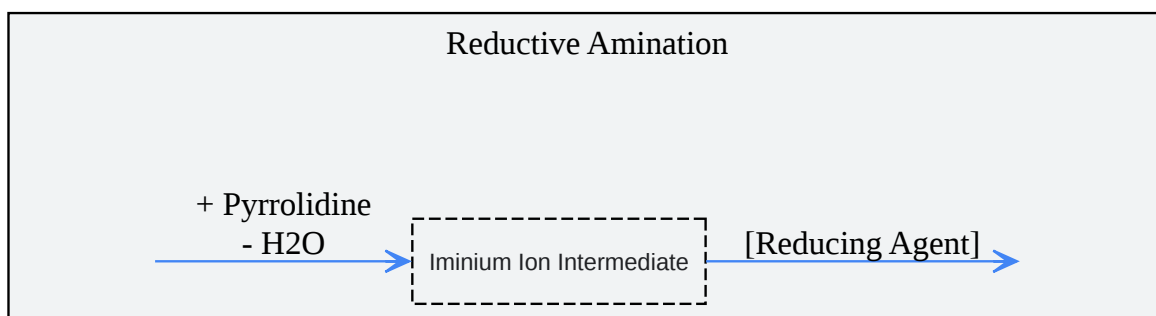 Reductive Amination
+ Pyrrolidine
- H2O
Iminium Ion Intermediate
[Reducing Agent]